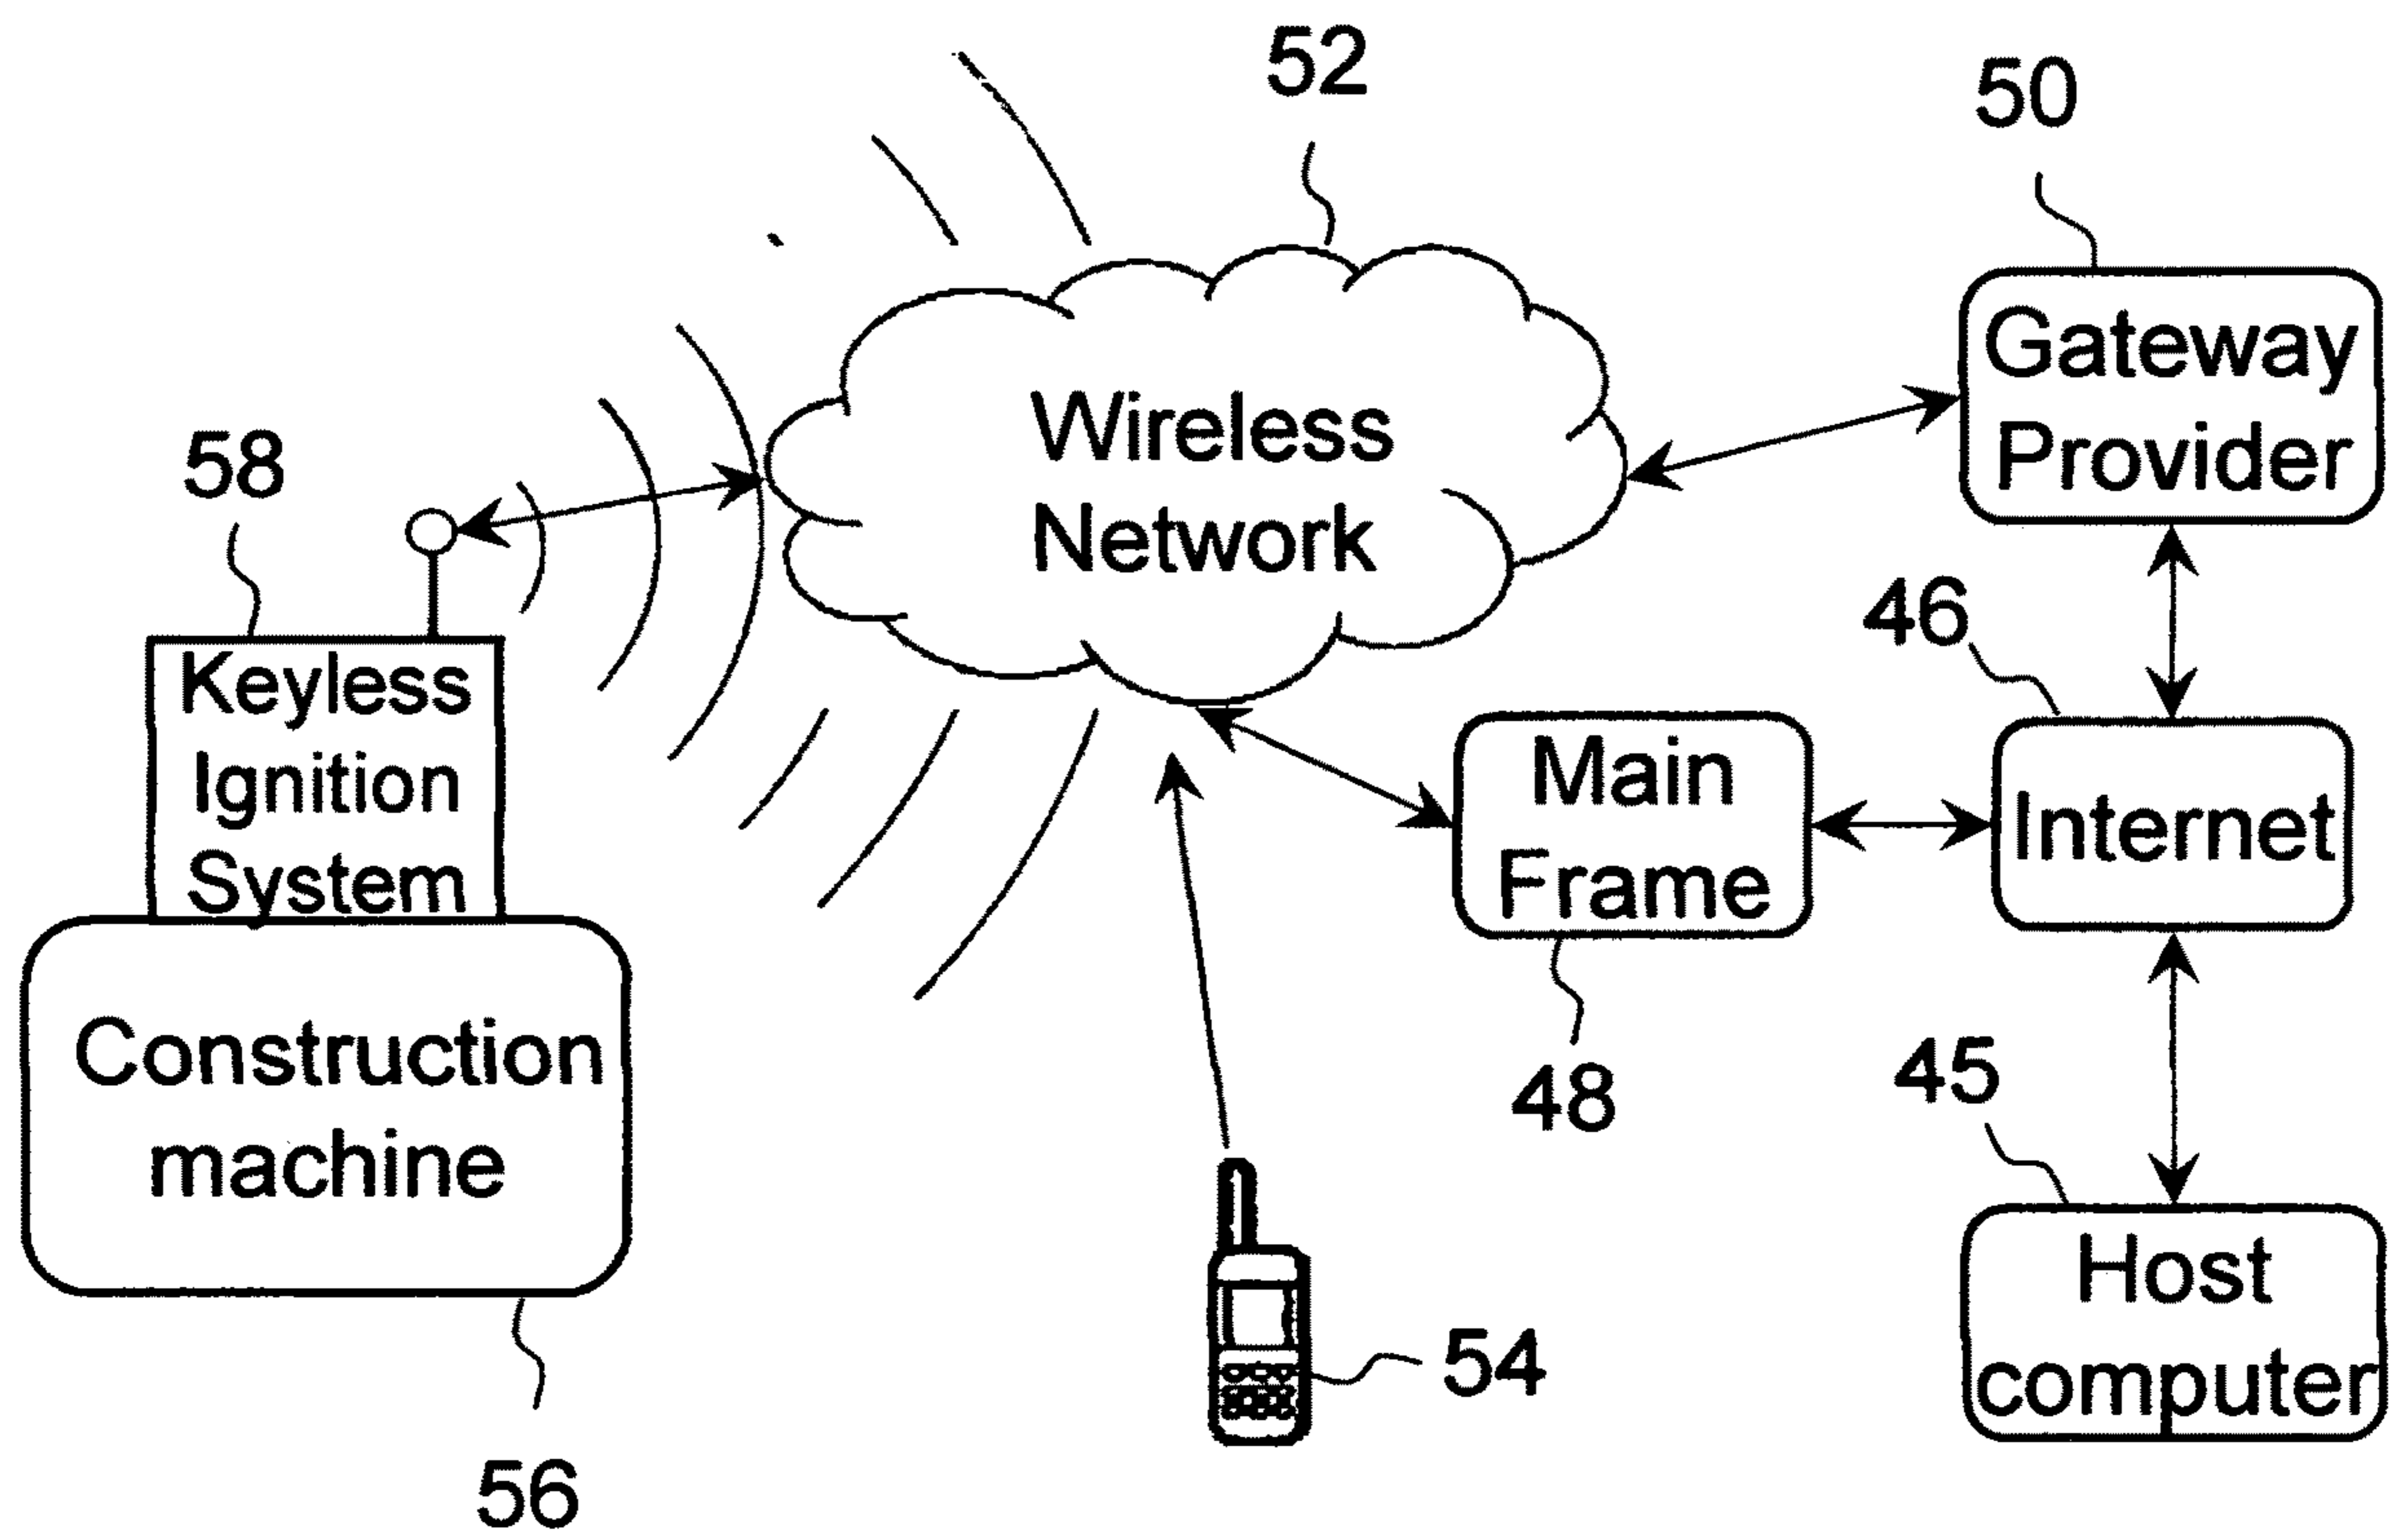 52
50
Gateway
Provider
Wireless
Network
58
46
Keyless
Ignition
System
Main
Frame
Internet
Construction
machine
48
45
Host
computer
54
56